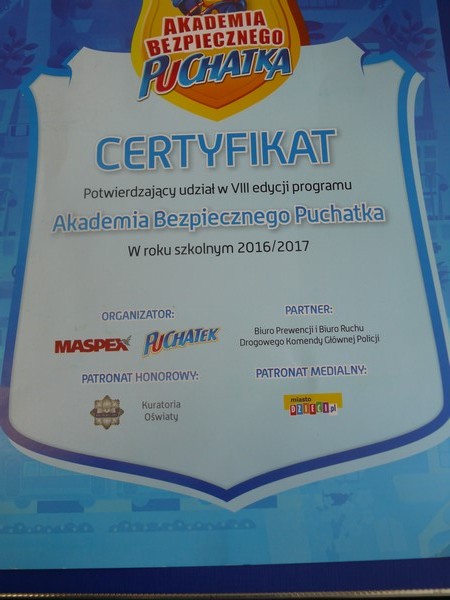 AKADEMIA
BEZPIECZNEGO
PUCHATKA
CERTYFIKAT
Potwierdzający udział w VIII edycji programu
Akademia Bezpiecznego Puchatka
W roku szkolnym 2016/2017
ORGANIZATOR:
MASPEX PUCHATEK
PARTNER:
Biuro Prewencji i Biuro Ruchu
Drogowego Komendy Głównej Policji
PATRONAT HONOROWY:
Kuratoria
Oświaty
PATRONAT MEDIALNY:
miasto
DZIECI.pl